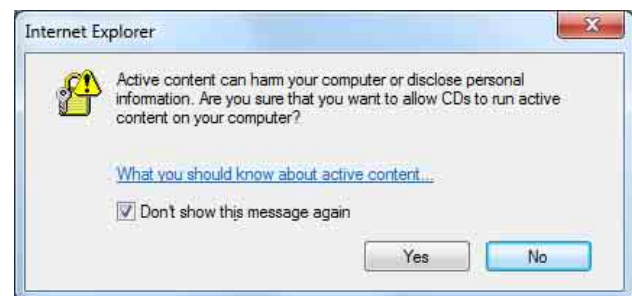 Internet Explorer
Active content can harm your computer or disclose personal
information. Are you sure that you want to allow CDs to run active
content on your computer?
What you should know about active content...
Don't show this message again
Yes No